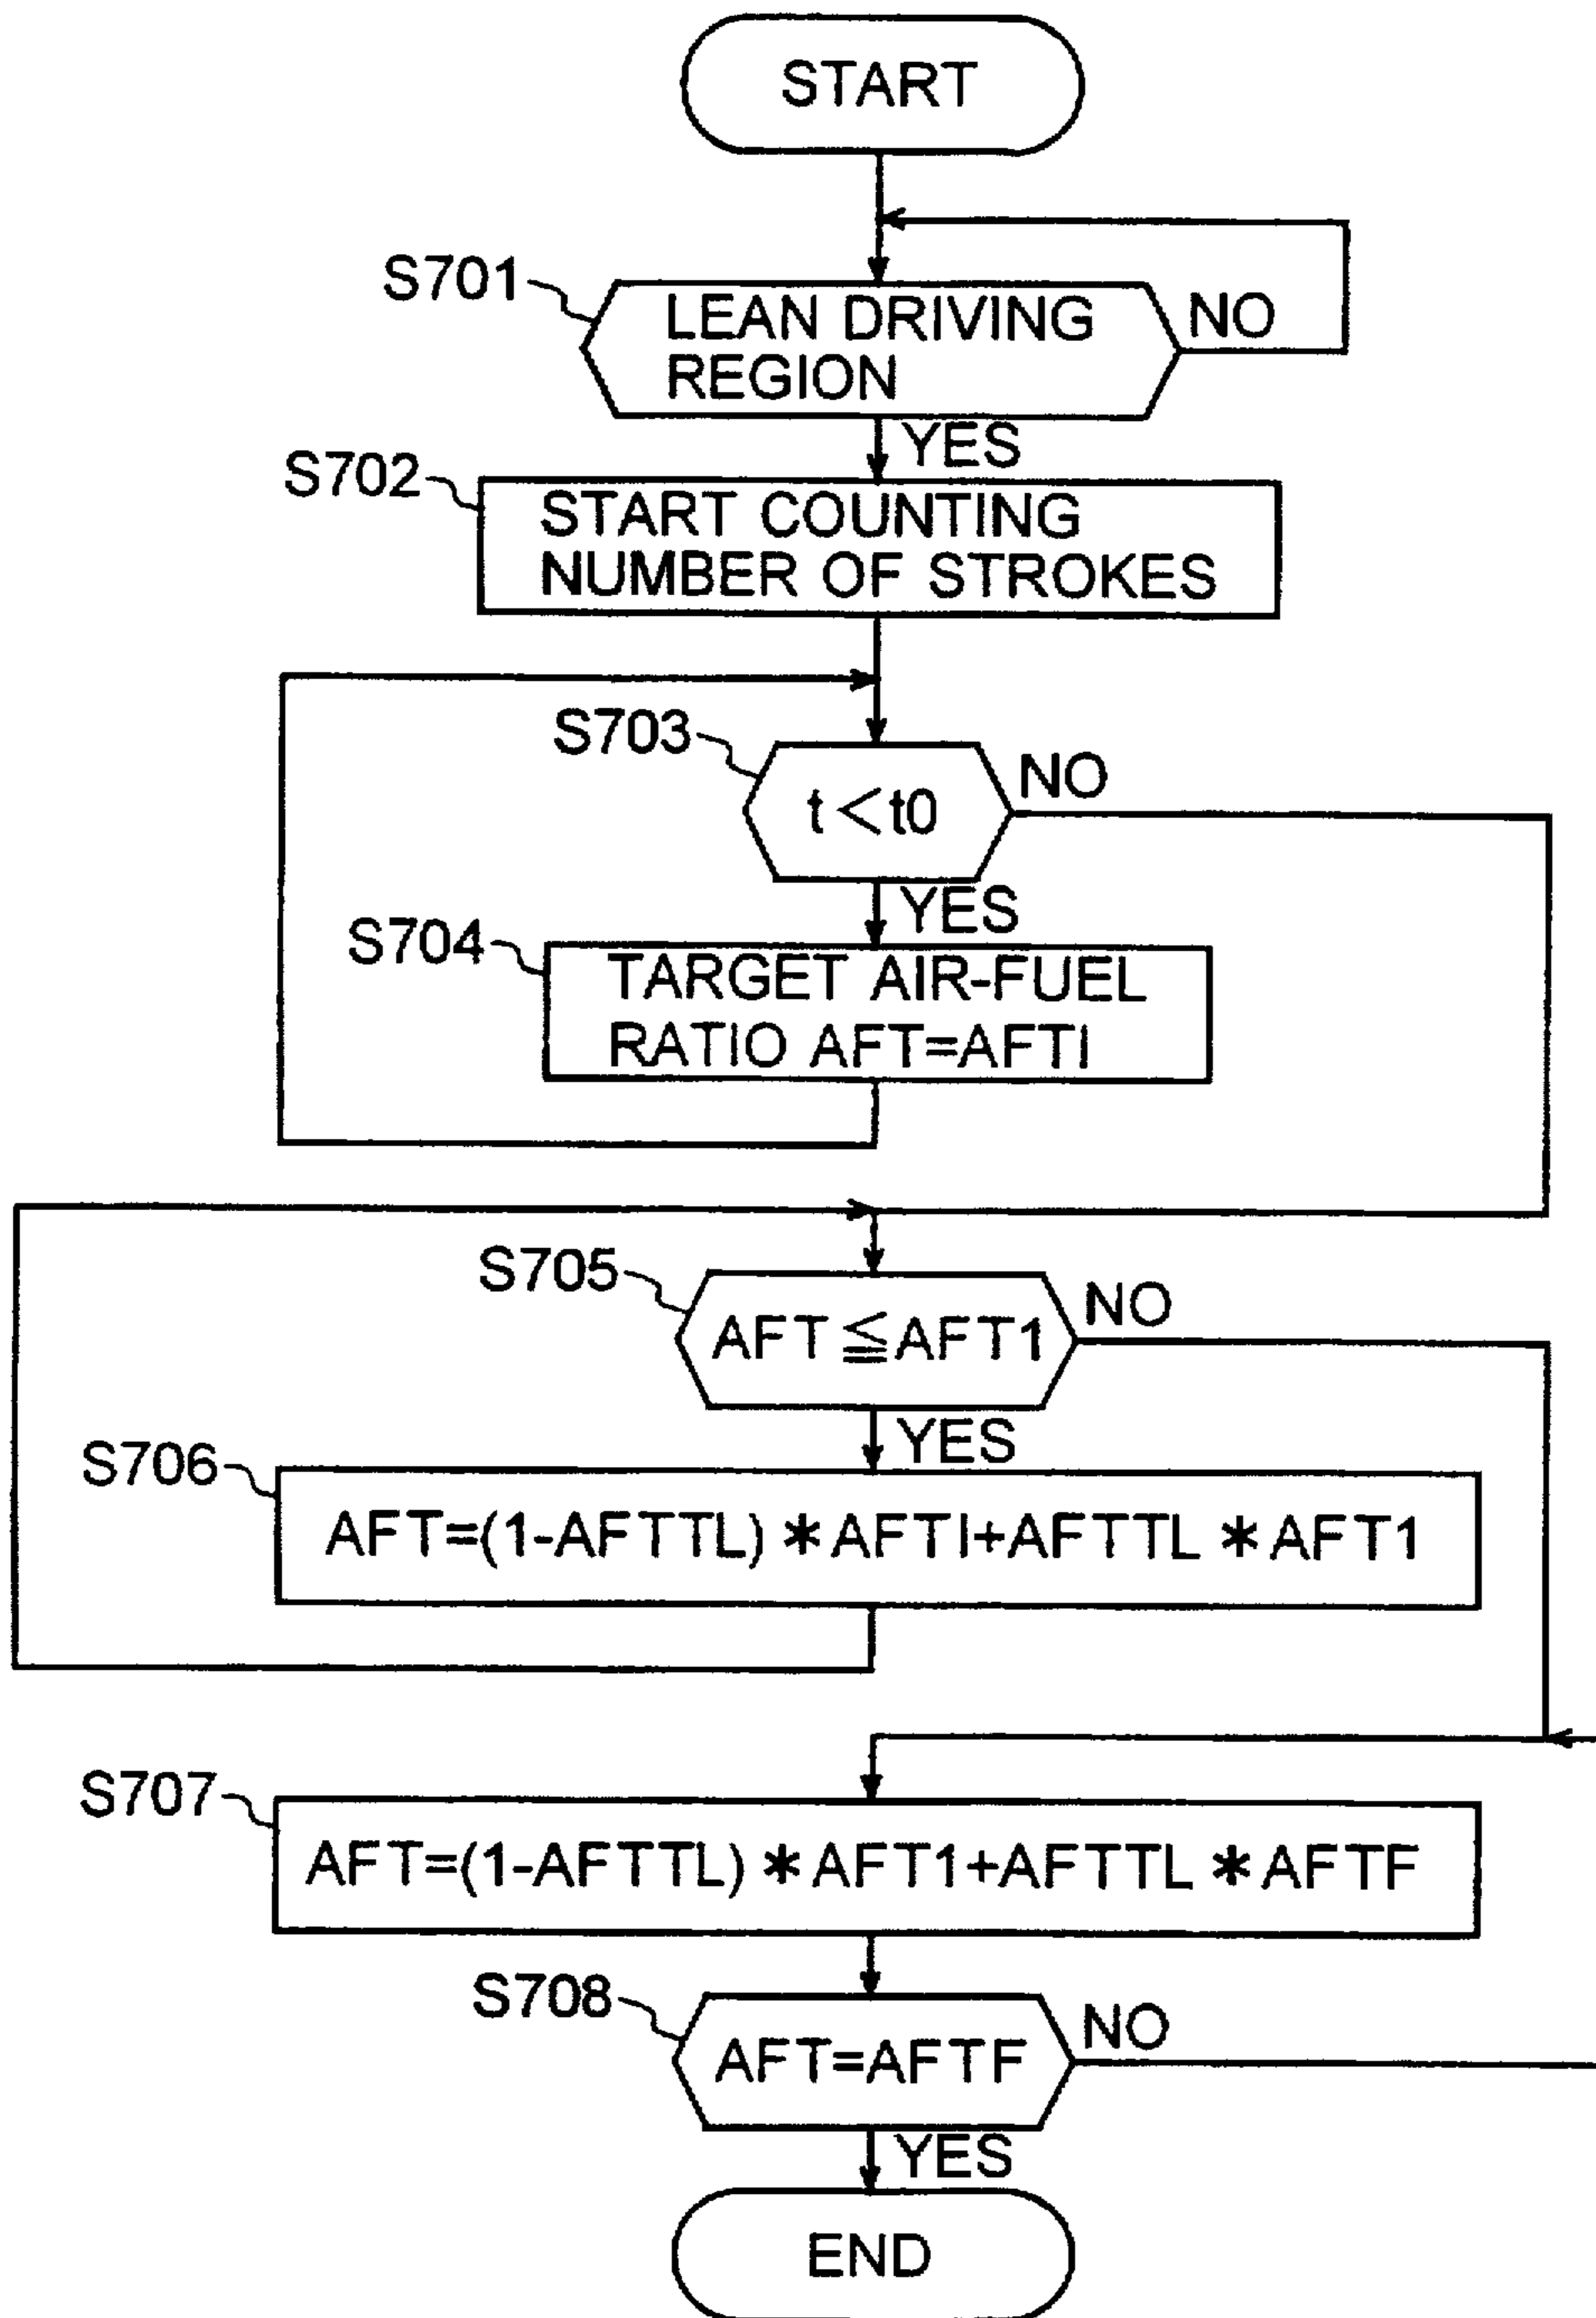 START
S701
LEAN DRIVING
REGION
NO
YES
S702
START COUNTING
NUMBER OF STROKES
S703
t<t0
NO
YES
S704
TARGET AIR-FUEL
RATIO AFT=AFTI
S705
AFT≦AFT1
NO
YES
S706
AFT=(1-AFTTL)*AFTI+AFTTL*AFT1
S707
AFT=(1-AFTTL)*AFT1+AFTTL*AFTF
S708
AFT=AFTF
NO
YES
END